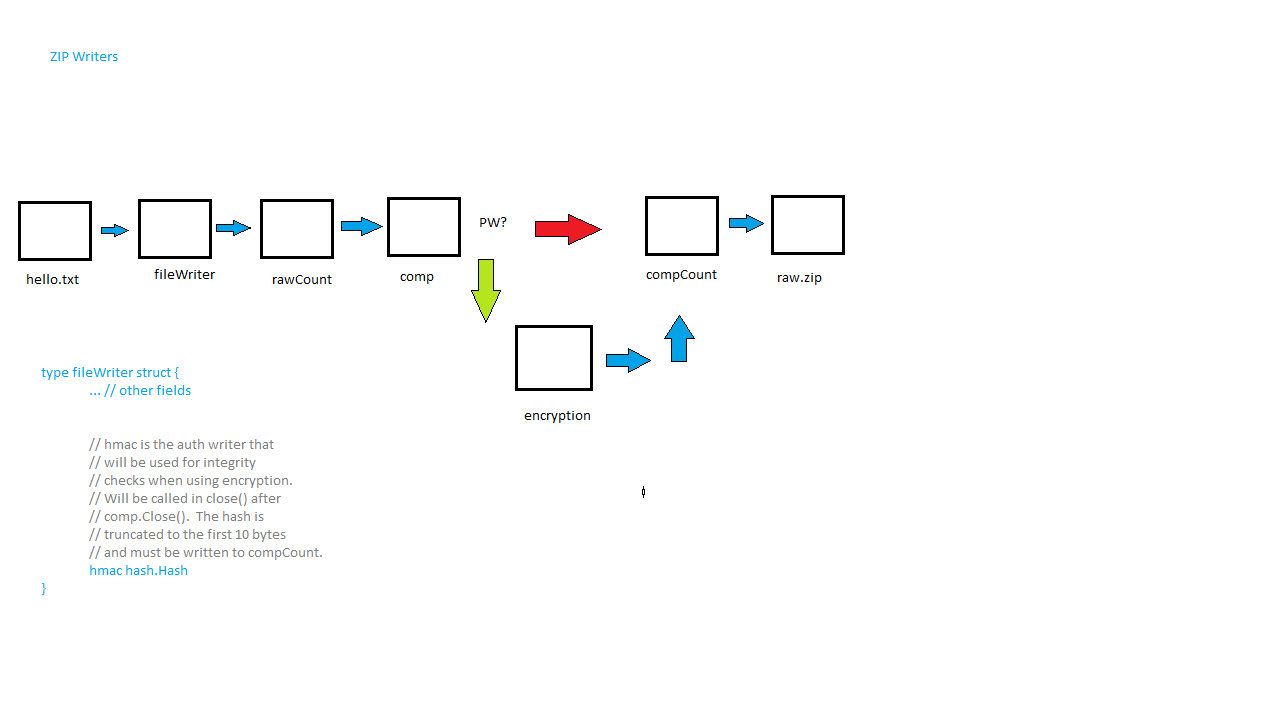 ZIP Writers
PW?
hello.txt
fileWriter
rawCount
comp
compCount
raw.zip
encryption
type fileWriter struct {
... // other fields
// hmac is the auth writer that
// will be used for integrity
// checks when using encryption.
// Will be called in close() after
// comp.Close().  The hash is
// truncated to the first 10 bytes
// and must be written to compCount.
hmac hash.Hash
}